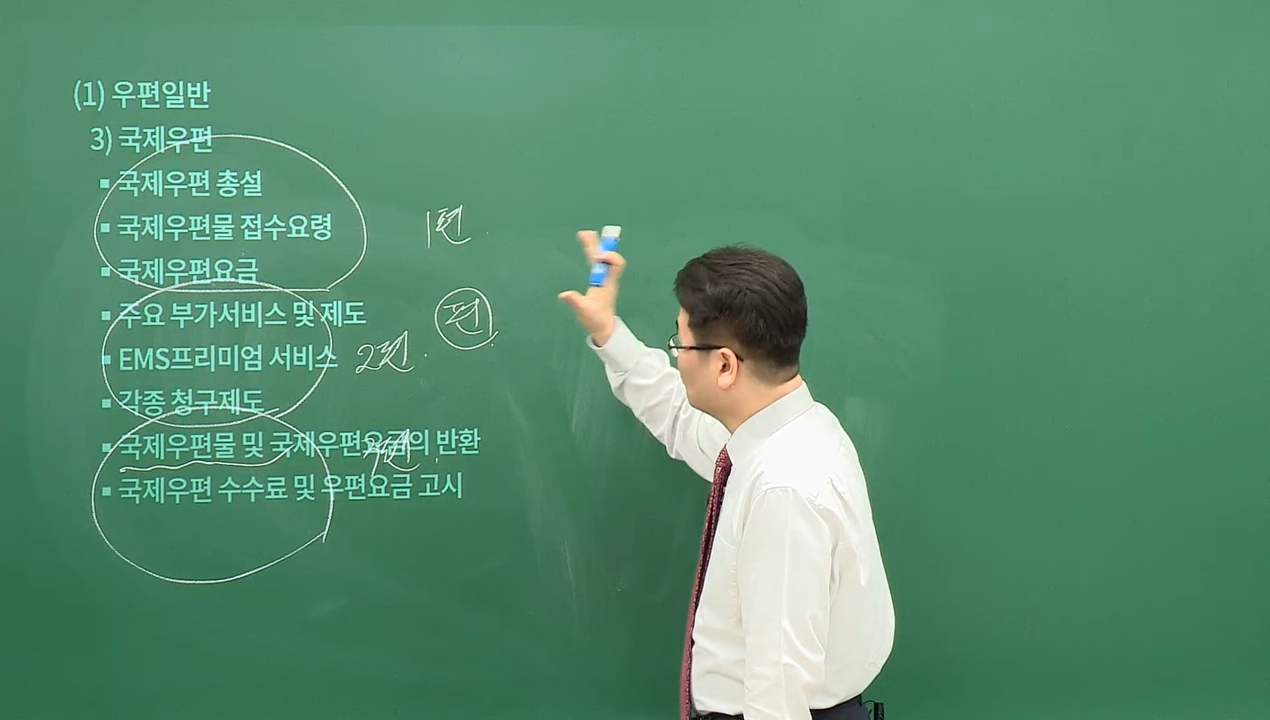 (1) 우편일반
3) 국제우편
▪ 국제우편 총설
▪ 국제우편물 접수요령
1편.
▪ 국제우편요금
▪ 주요 부가서비스 및 제도
편
▪ EMS프리미엄 서비스
2편.
▪ 각종 청구제도
▪ 국제우편물 및 국제우편요금의 반환
▪ 국제우편 수수료 및 우편요금 고시